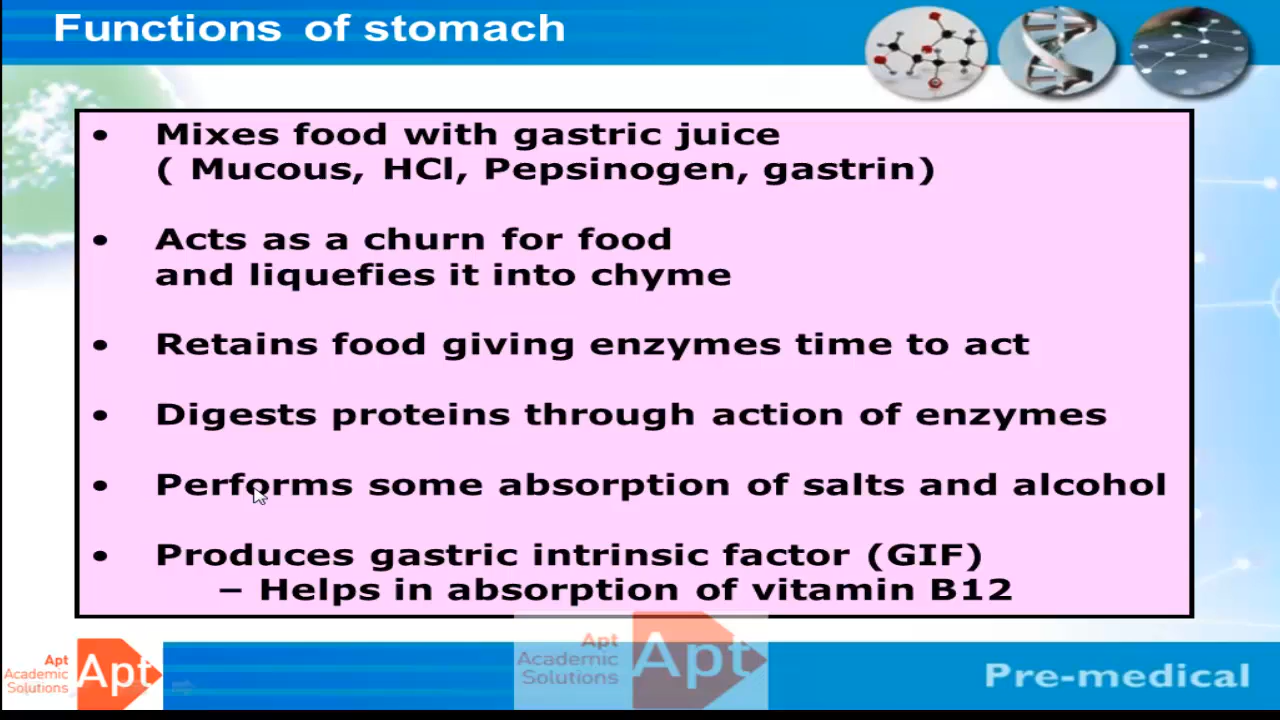 Functions of stomach
• Mixes food with gastric juice
( Mucous, HCl, Pepsinogen, gastrin)
• Acts as a churn for food
and liquefies it into chyme
• Retains food giving enzymes time to act
• Digests proteins through action of enzymes
• Performs some absorption of salts and alcohol
• Produces gastric intrinsic factor (GIF)
– Helps in absorption of vitamin B12
Apt
Academic
Solutions
Apt
Apt
Academic
Solutions
Apt
Pre-medical